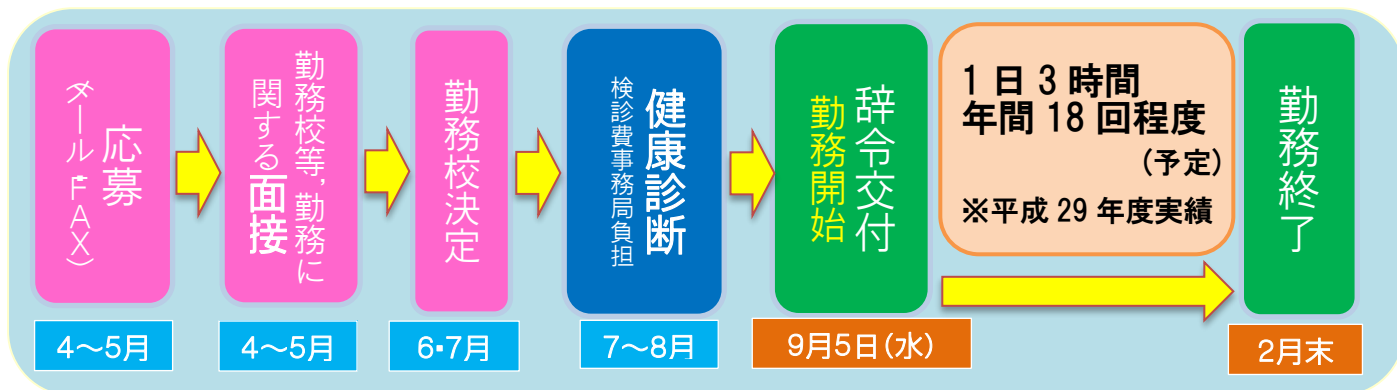 応募
(メール・FAX)
勤務校等,勤務に
関する面接
勤務校決定
健康診断
検診費事務局負担
辞令交付
勤務開始
1日3時間
年間18回程度
(予定)
※平成29年度実績
勤務終了
4~5月
4~5月
6・7月
7~8月
9月5日(水)
2月末